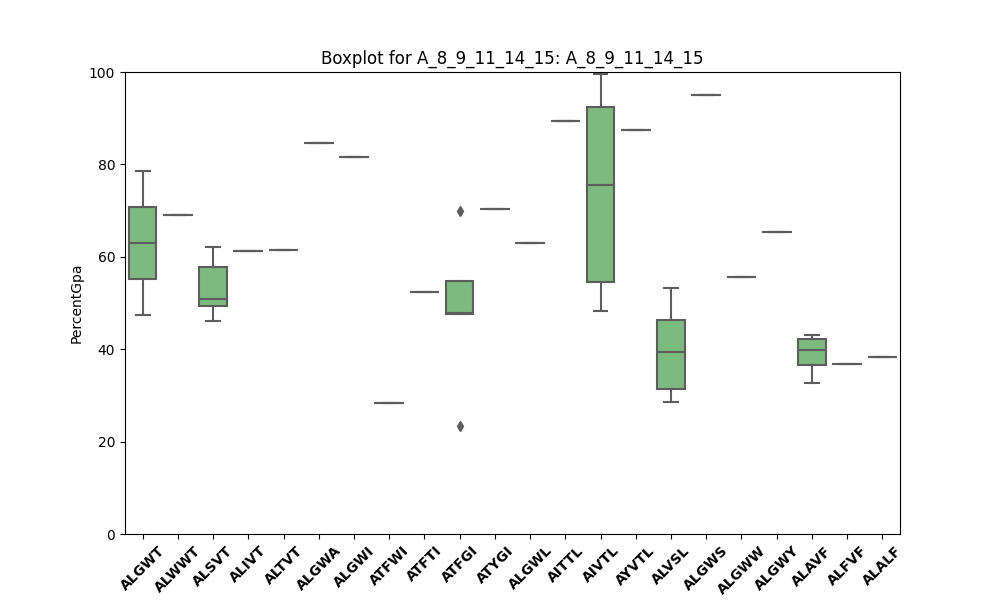 Boxplot for A_8_9_11_14_15: A_8_9_11_14_15
PercentGpa
100
80
60
40
20
0
ALGWT
ALWWT
ALSVT
ALIVT
ALTVT
ALGWA
ALGWI
ATFWI
ATFTI
ATFGI
ATYGI
ALGWL
AITTL
AIVTL
AYVTL
ALVSL
ALGWS
ALGWW
ALGWY
ALAVF
ALFVF
ALALF